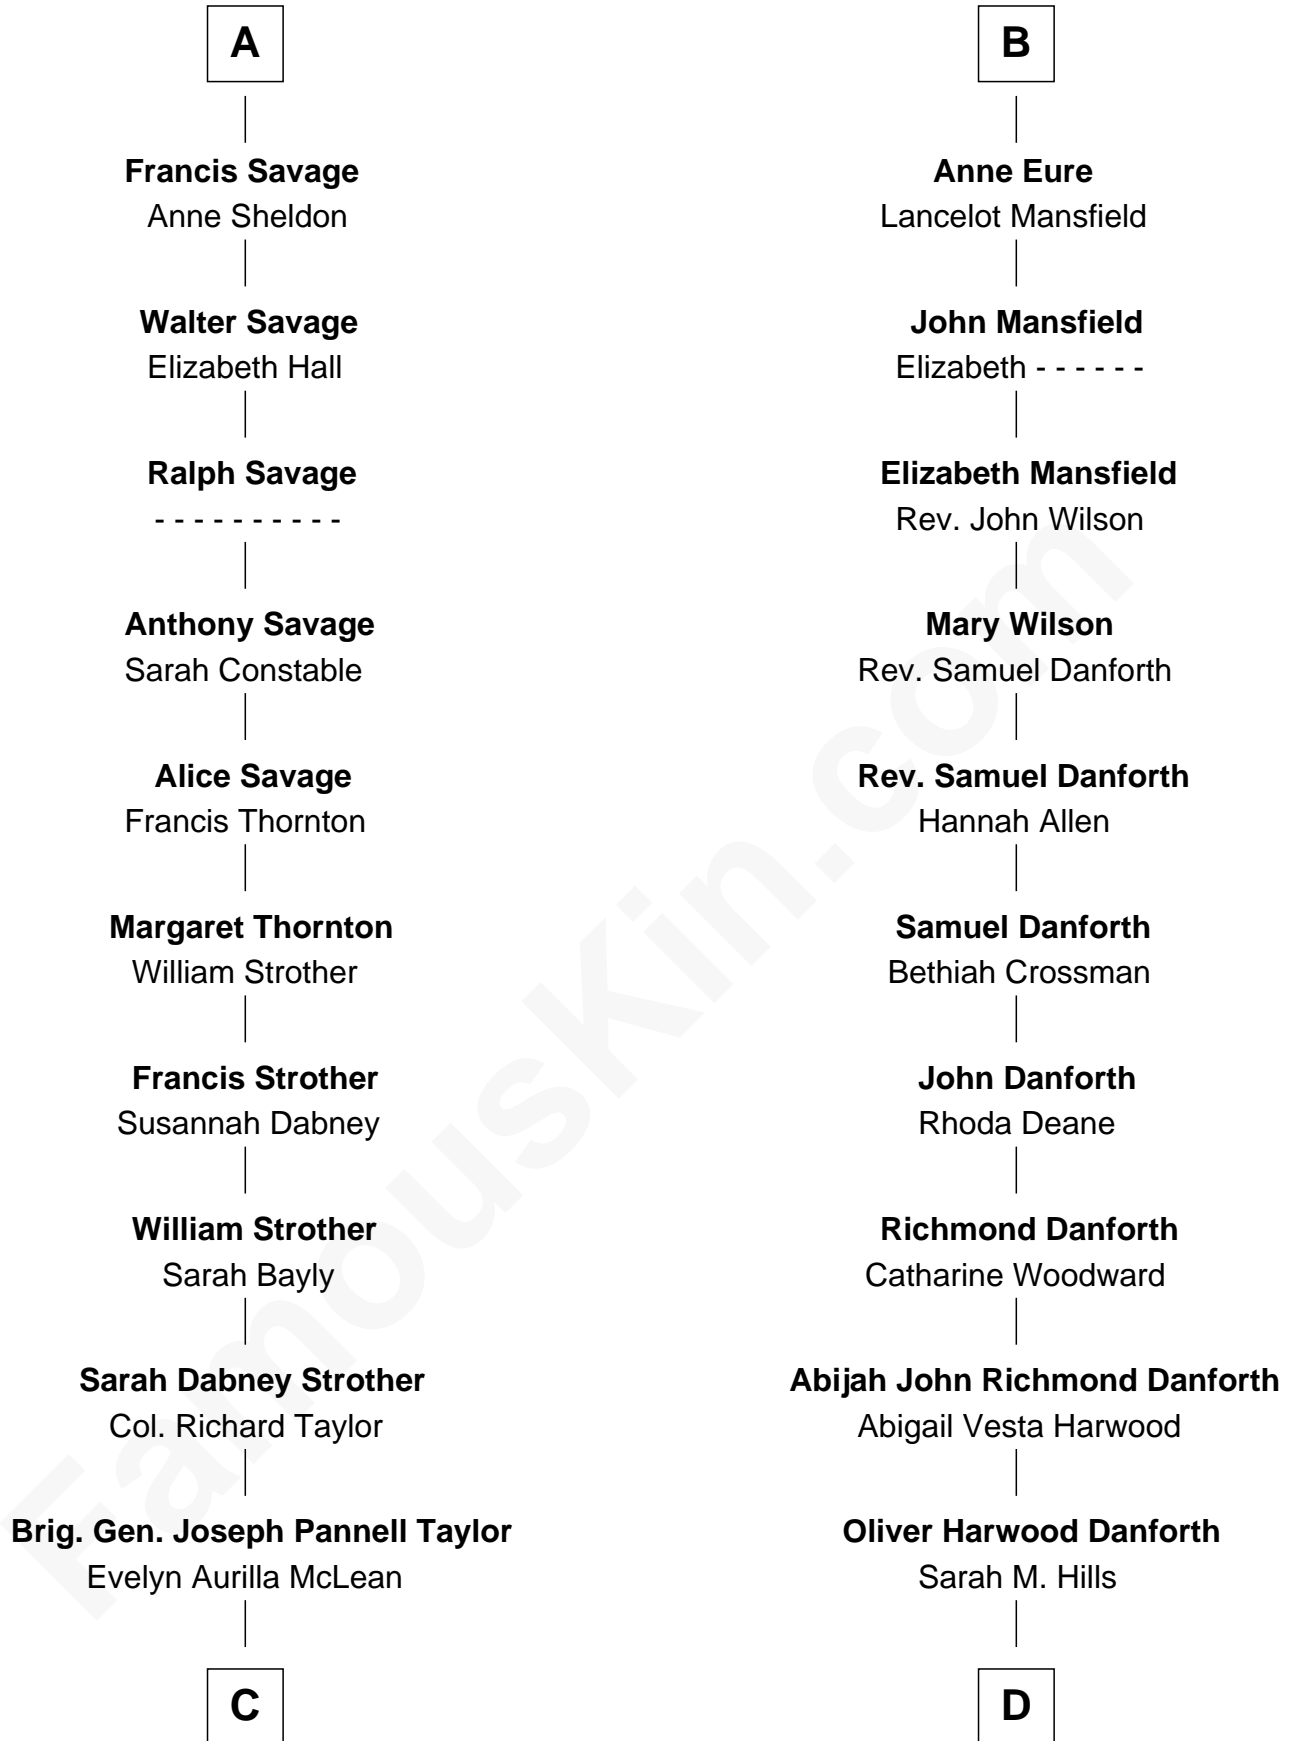 A
Francis Savage
Anne Sheldon
Walter Savage
Elizabeth Hall
Ralph Savage
- - - - - - - - - -
Anthony Savage
Sarah Constable
Alice Savage
Francis Thornton
Margaret Thornton
William Strother
Francis Strother
Susannah Dabney
William Strother
Sarah Bayly
Sarah Dabney Strother
Col. Richard Taylor
Brig. Gen. Joseph Pannell Taylor
Evelyn Aurilla McLean
C
B
Anne Eure
Lancelot Mansfield
John Mansfield
Elizabeth - - - - - -
Elizabeth Mansfield
Rev. John Wilson
Mary Wilson
Rev. Samuel Danforth
Rev. Samuel Danforth
Hannah Allen
Samuel Danforth
Bethiah Crossman
John Danforth
Rhoda Deane
Richmond Danforth
Catharine Woodward
Abijah John Richmond Danforth
Abigail Vesta Harwood
Oliver Harwood Danforth
Sarah M. Hills
D
FamousKin.com